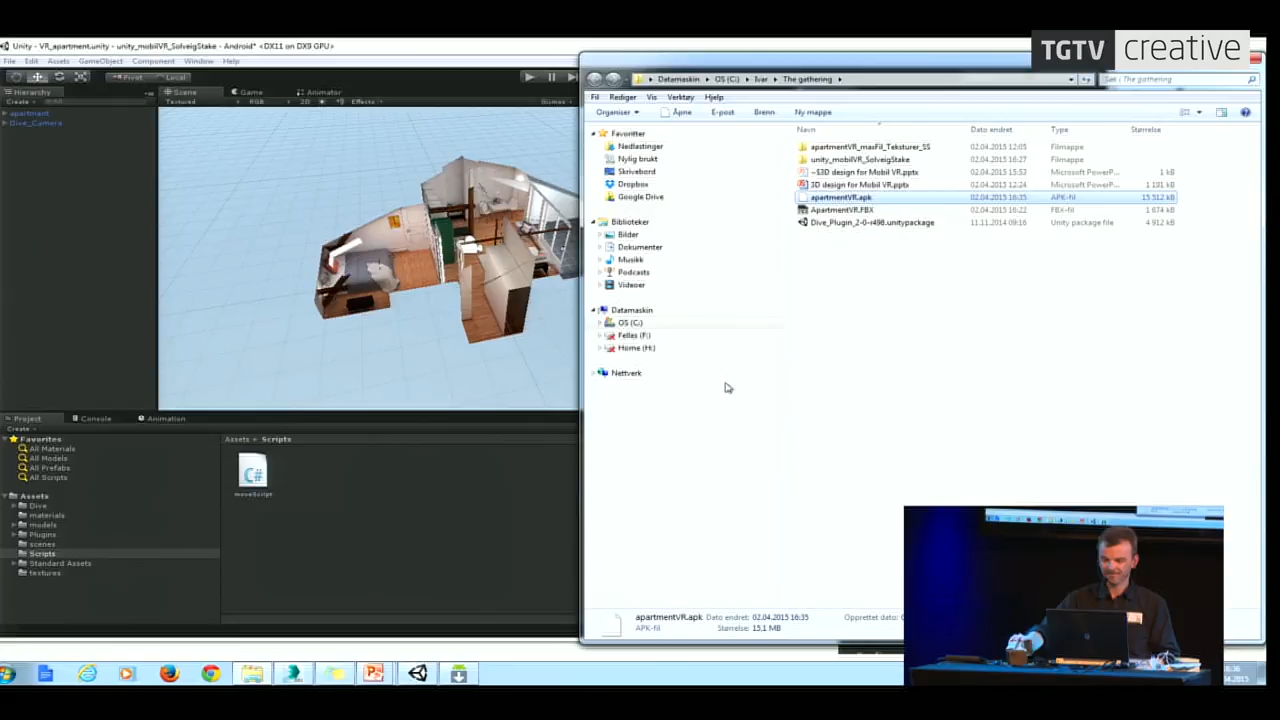 TGTV creative
Unity - VR_apartment.unity - unity_mobilVR_SolveigStake - Android* <DX11 on DX9 GPU>
File Edit Assets GameObject Component Window Help
Pivot Local
Hierarchy
Create
apartment
Dive_Camera
Scene Game Animator
Textured RGB 2D Effects Gizmos
Datamaskin OS (C:) Ivar The gathering
Søk i The gathering
Fil Rediger Vis Verktøy Hjelp
Organiser Åpne E-post Brenn Ny mappe
Favoritter
Nedlastinger
Nylig brukt
Skrivebord
Dropbox
Google Drive
Biblioteker
Bilder
Dokumenter
Musikk
Podcasts
Videoer
Datamaskin
OS (C:)
Fellas (F:)
Home (H:)
Nettverk
Navn Dato endret Type Størrelse
apartmentVR_maxFil_Teksturer_SS 02.04.2015 12:05 Filmappe
unity_mobilVR_SolveigStake 02.04.2015 16:27 Filmappe
~$3D design for Mobil VR.pptx 02.04.2015 15:53 Microsoft PowerP... 1 kB
3D design for Mobil VR.pptx 02.04.2015 12:24 Microsoft PowerP... 1 191 kB
apartmentVR.apk 02.04.2015 16:35 APK-fil 15 512 kB
ApartmentVR.FBX 02.04.2015 16:22 FBX-fil 1 674 kB
Dive_Plugin_2-0-r498.unitypackage 11.11.2014 09:16 Unity package file 4 912 kB
Project Console Animation
Create
Favorites
All Materials
All Models
All Prefabs
All Scripts
Assets
Dive
materials
models
Plugins
scenes
Scripts
Standard Assets
textures
Assets Scripts
C#
moveScript
apartmentVR.apk Dato endret: 02.04.2015 16:35 Opprettet dato:
APK-fil Størrelse: 15,1 MB